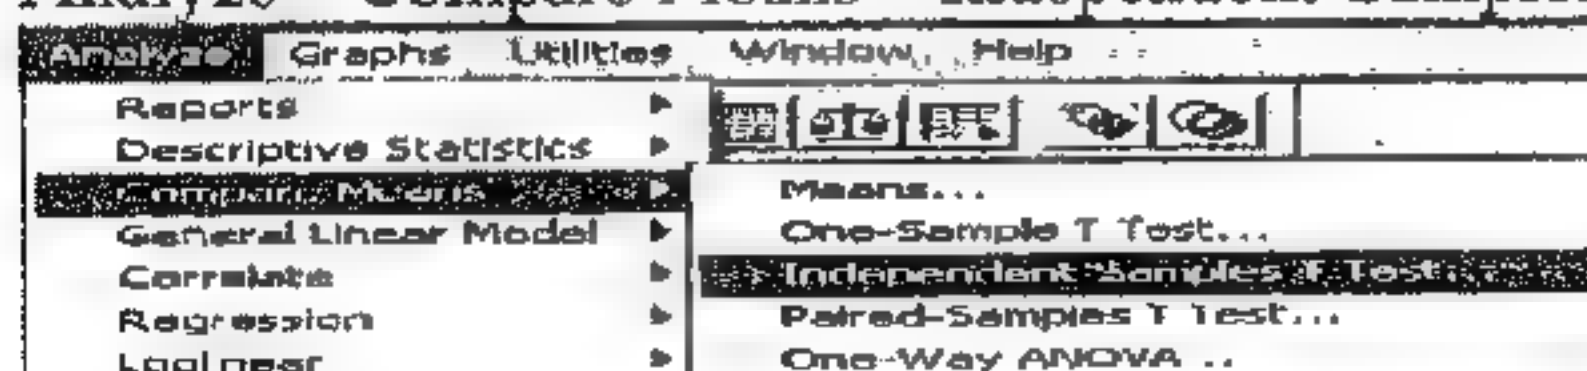 Analyze Graphs Utilities Window Help
Reports
Descriptive Statistics
Compare Means
Means...
General Linear Model
One-Sample T Test...
Correlate
Independent-Samples T Test...
Regression
Paired-Samples T Test...
Loglinear
One-Way ANOVA...